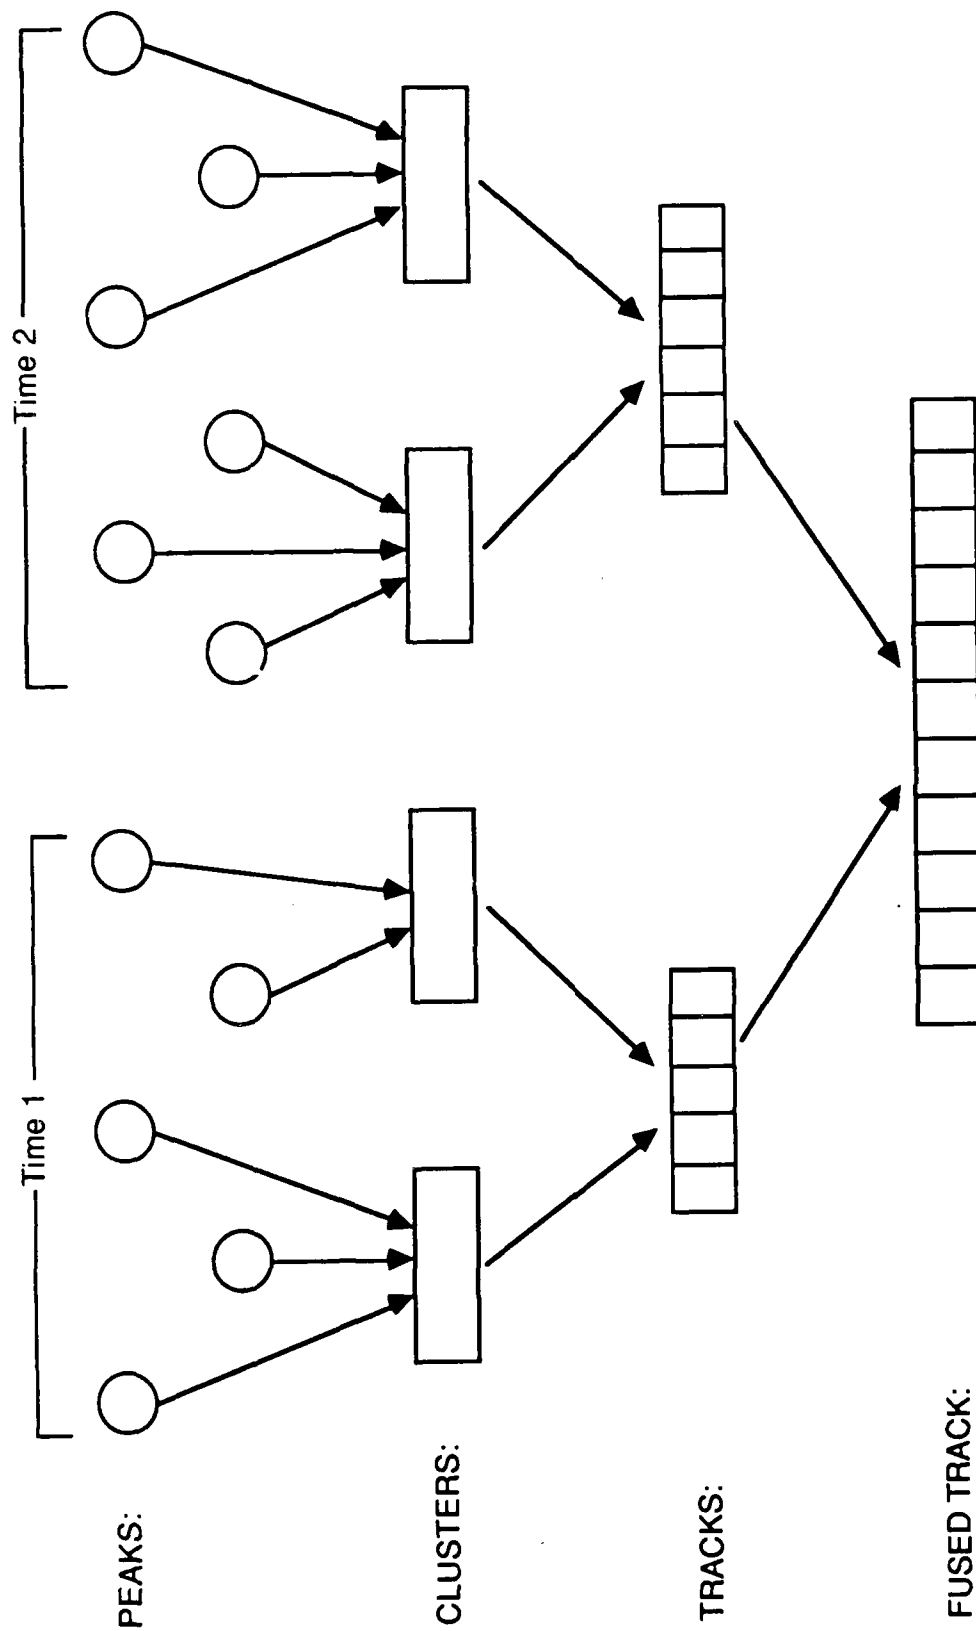 Time 1
Time 2
PEAKS:
CLUSTERS:
TRACKS:
FUSED TRACK: